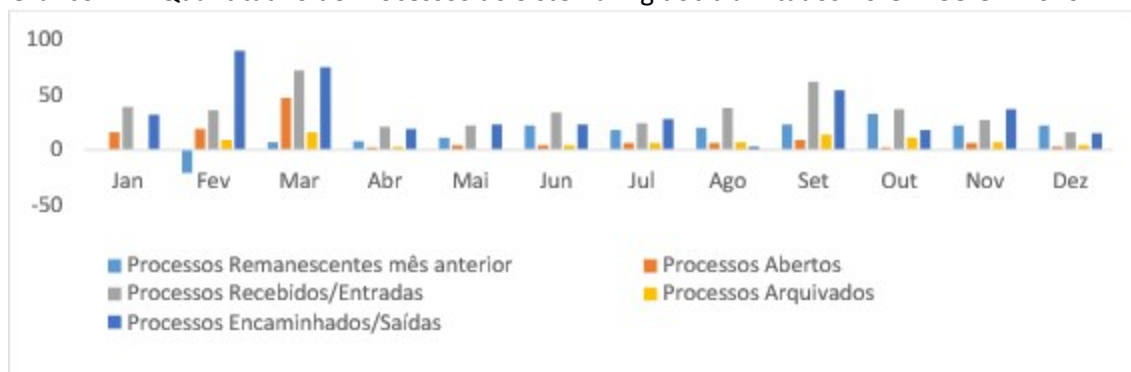 100
50
0
Jan Fev Mar Abr Mai Jun Jul Ago Set Out Nov Dez
-50
Processos Remanescentes mês anterior Processos Abertos
Processos Recebidos/Entradas Processos Arquivados
Processos Encaminhados/Saídas